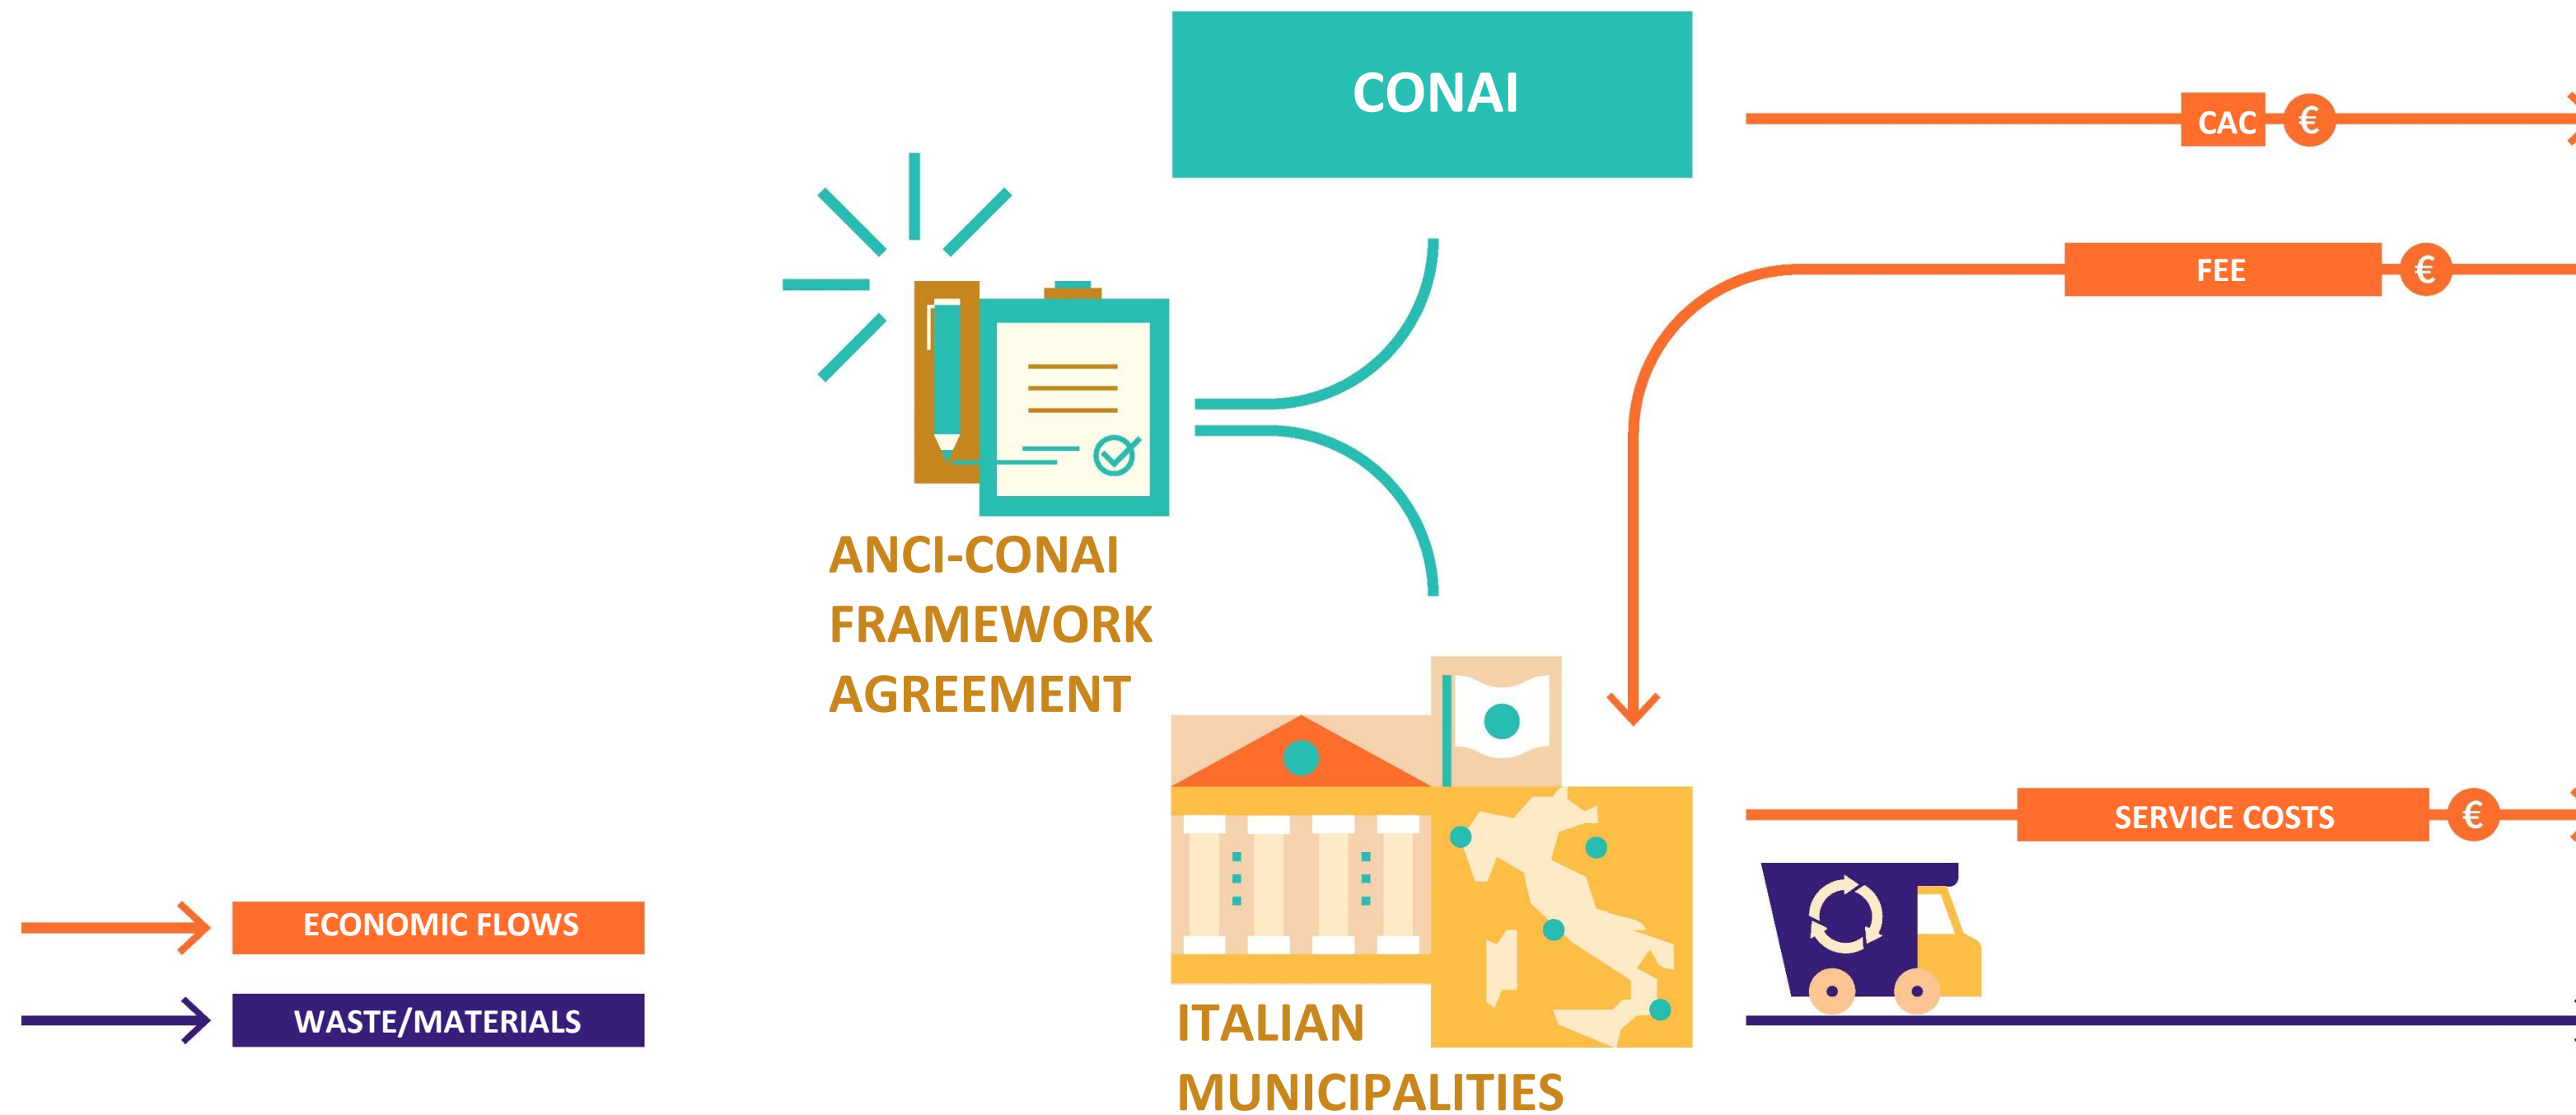 CONAI
CAC €
FEE €
ANCI-CONAI
FRAMEWORK
AGREEMENT
SERVICE COSTS €
ECONOMIC FLOWS
WASTE/MATERIALS
ITALIAN
MUNICIPALITIES